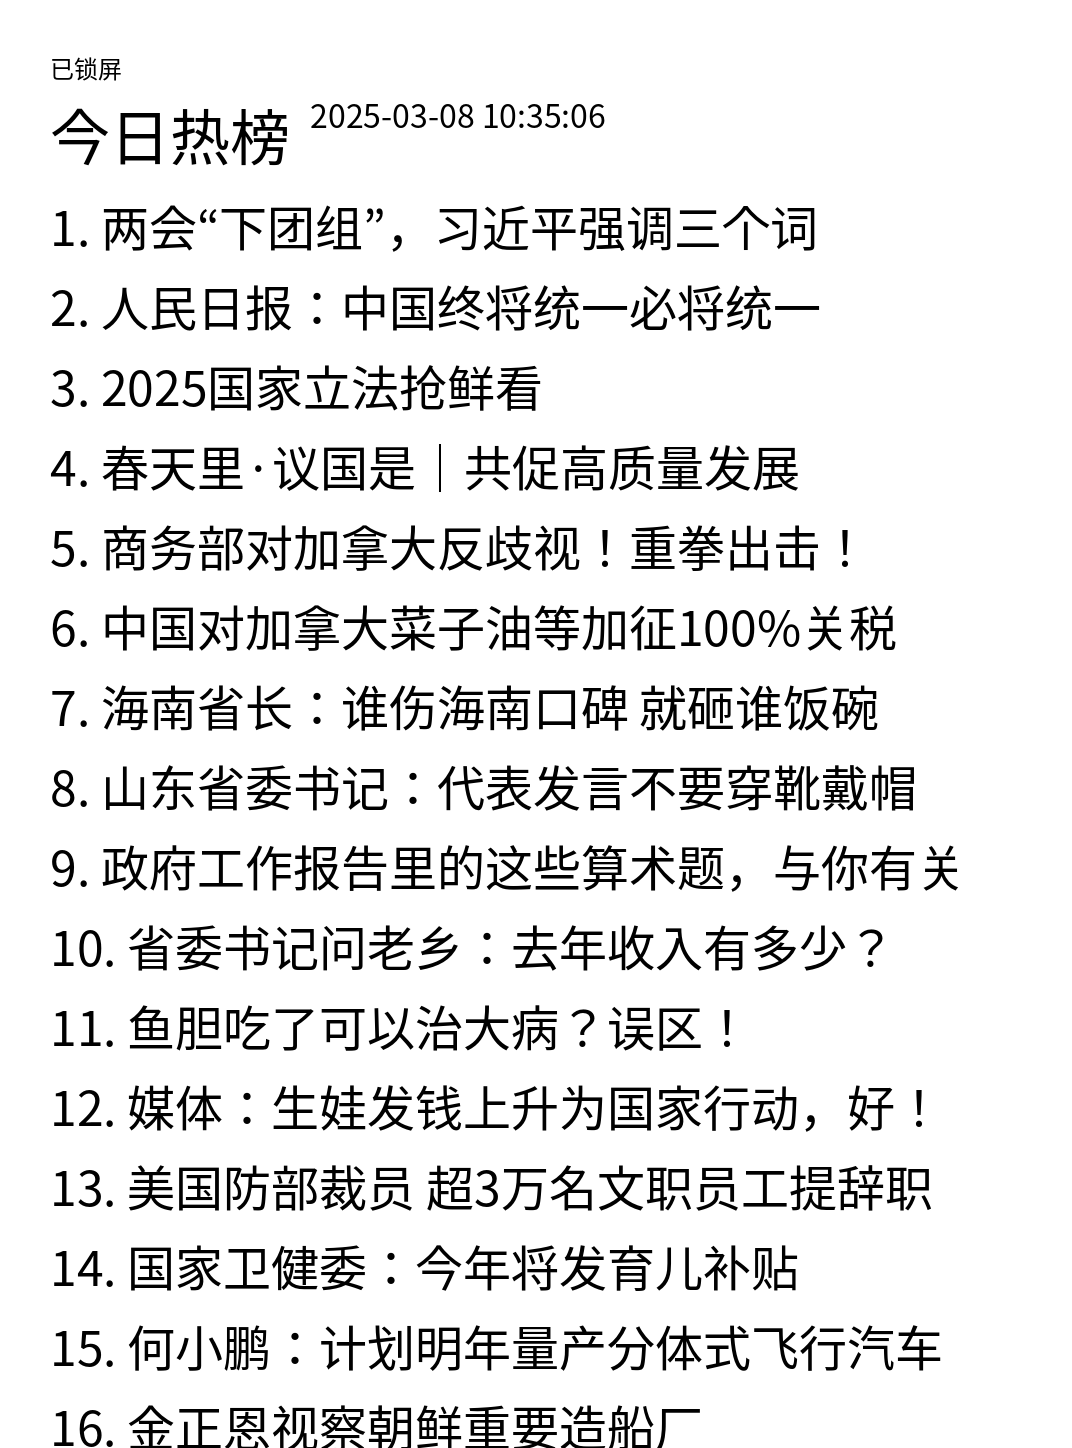 已锁屏
今日热榜 2025-03-08 10:35:06
1. 两会“下团组”，习近平强调三个词
2. 人民日报：中国终将统一必将统一
3. 2025国家立法抢鲜看
4. 春天里·议国是｜共促高质量发展
5. 商务部对加拿大反歧视！重拳出击！
6. 中国对加拿大菜子油等加征100%关税
7. 海南省长：谁伤海南口碑 就砸谁饭碗
8. 山东省委书记：代表发言不要穿靴戴帽
9. 政府工作报告里的这些算术题，与你有关
10. 省委书记问老乡：去年收入有多少？
11. 鱼胆吃了可以治大病？误区！
12. 媒体：生娃发钱上升为国家行动，好！
13. 美国防部裁员 超3万名文职员工提辞职
14. 国家卫健委：今年将发育儿补贴
15. 何小鹏：计划明年量产分体式飞行汽车
16. 金正恩视察朝鲜重要造船厂